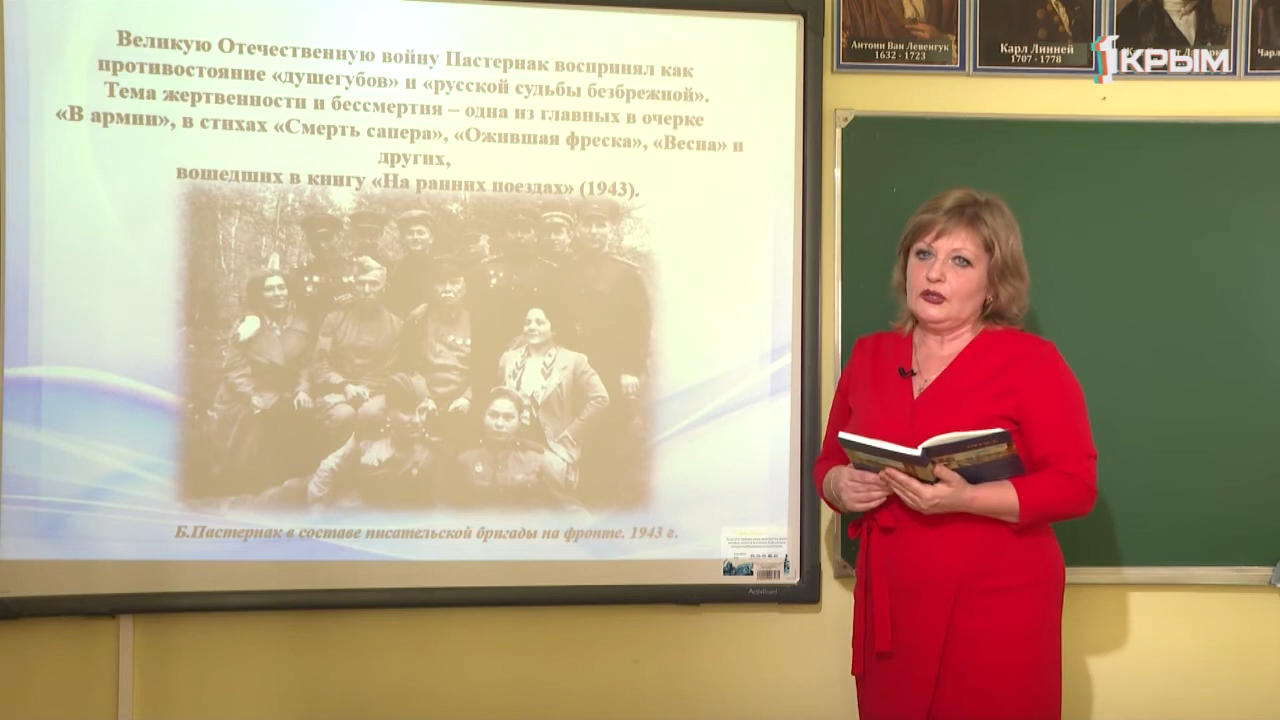 Великую Отечественную войну Пастернак воспринял как
противостояние «душегубов» и «русской судьбы безбрежной».
Тема жертвенности и бессмертия – одна из главных в очерке
«В армии», в стихах «Смерть сапера», «Ожившая фреска», «Весна» и
других,
вошедших в книгу «На ранних поездах» (1943).
Б.Пастернак в составе писательской бригады на фронте. 1943 г.
ActivBoard
Антони Ван Левенгук
1632 - 1723
Карл Линней
1707 - 1778
1КРЫМ